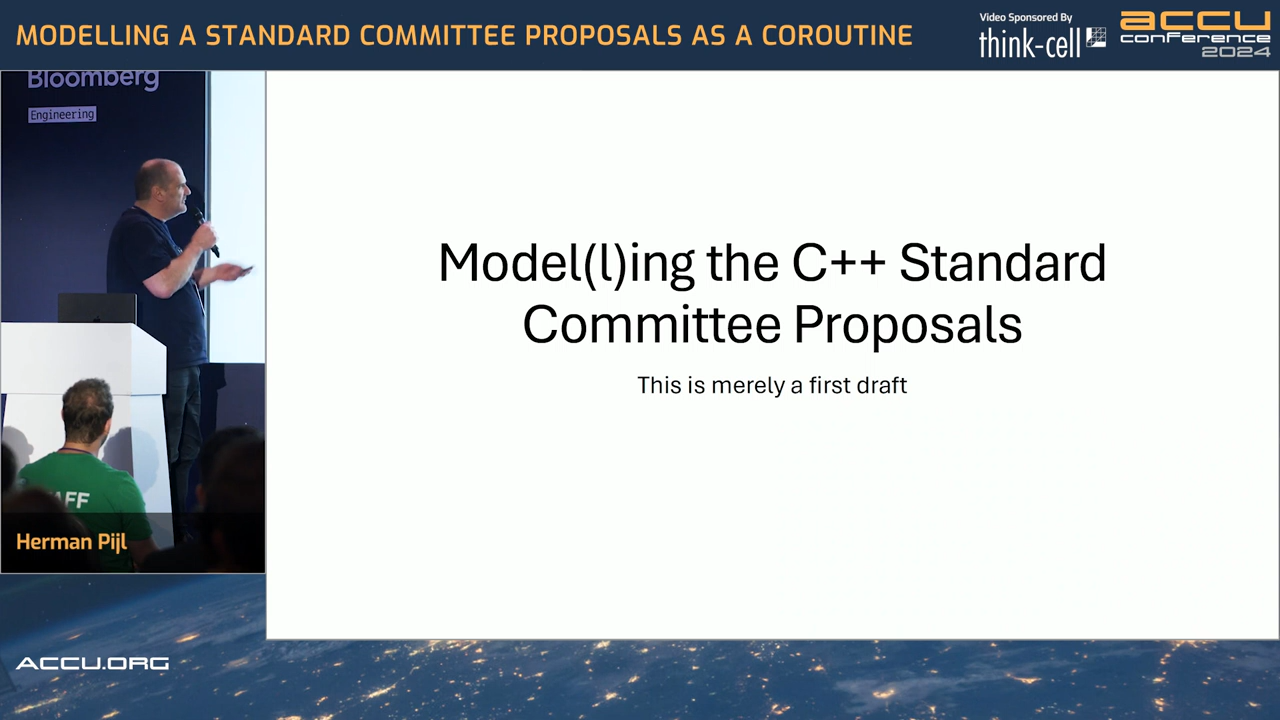 MODELLING A STANDARD COMMITTEE PROPOSALS AS A COROUTINE
Video Sponsored By
think-cell
accu
conference
2024
Bloomberg
Engineering
Model(l)ing the C++ Standard
Committee Proposals
This is merely a first draft
AFF
Herman Pijl
ACCU.ORG